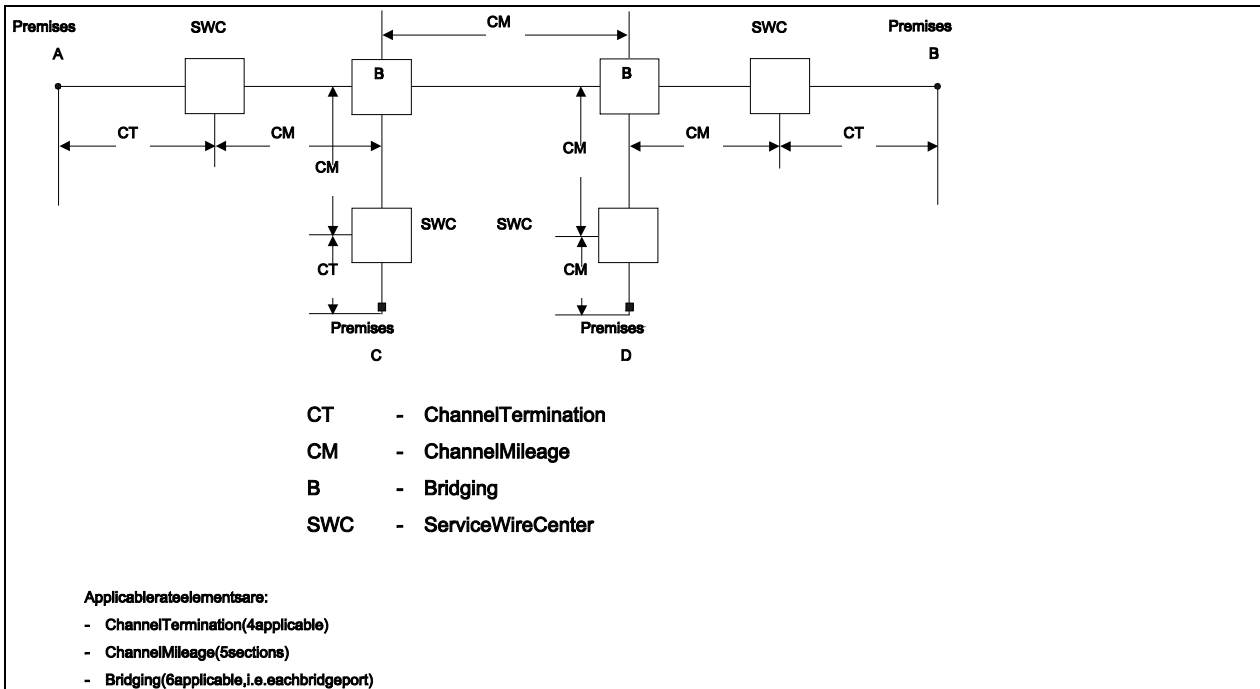 Premises
A
SWC
CM
SWC
Premises
B
B
B
CT
CM
CM
CM
CM
CT
SWC
SWC
CT
CM
Premises
C
Premises
D
CT - ChannelTermination
CM - ChannelMileage
B - Bridging
SWC - ServiceWireCenter
Applicablerateelementsare:
- ChannelTermination(4applicable)
- ChannelMileage(5sections)
- Bridging(6applicable,i.e.eachbridgeport)